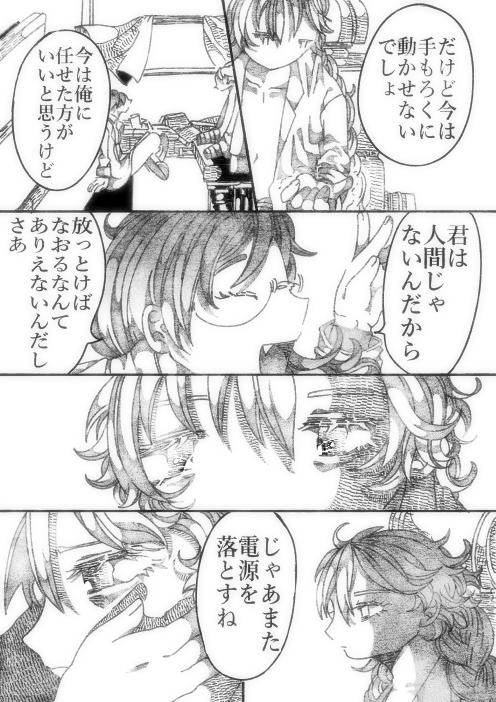 だけど今は
手もろくに
動かせない
でしょ
今は俺に
任せた方が
いいと思うけど
君は
人間じゃ
ないんだから
放っとけば
なおるなんて
ありえないんだし
さあ
じゃあまた
電源を
落とすね